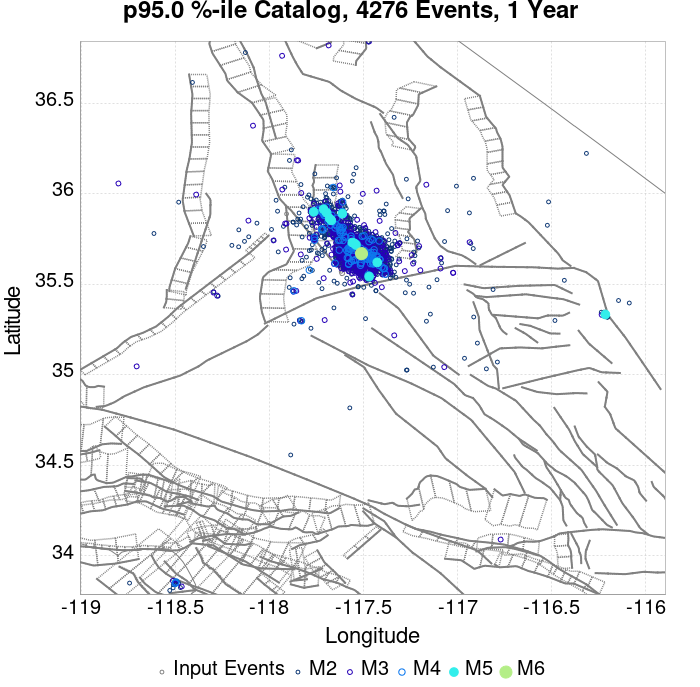 p95.0 %-ile Catalog, 4276 Events, 1 Year
36.5
36
35.5
35
34.5
34
Latitude
-119
-118.5
-118
-117.5
-117
-116.5
-116
Longitude
Input Events
M2
M3
M4
M5
M6